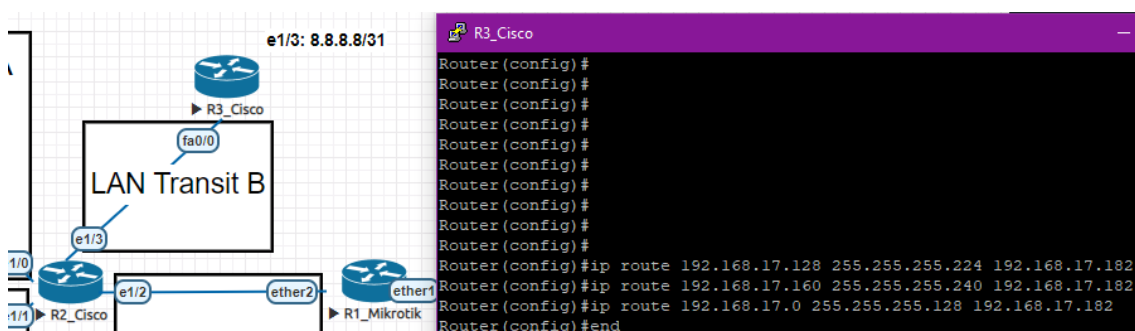 e1/3: 8.8.8.8/31
R3_Cisco
fa0/0
LAN Transit B
e1/3
1/0
e1/2
ether2
ether1
1/1
R2_Cisco
R1_Mikrotik
R3_Cisco
Router(config)#
Router(config)#
Router(config)#
Router(config)#
Router(config)#
Router(config)#
Router(config)#
Router(config)#
Router(config)#
Router(config)#
Router(config)#ip route 192.168.17.128 255.255.255.224 192.168.17.182
Router(config)#ip route 192.168.17.160 255.255.255.240 192.168.17.182
Router(config)#ip route 192.168.17.0 255.255.255.128 192.168.17.182
Router(config)#end